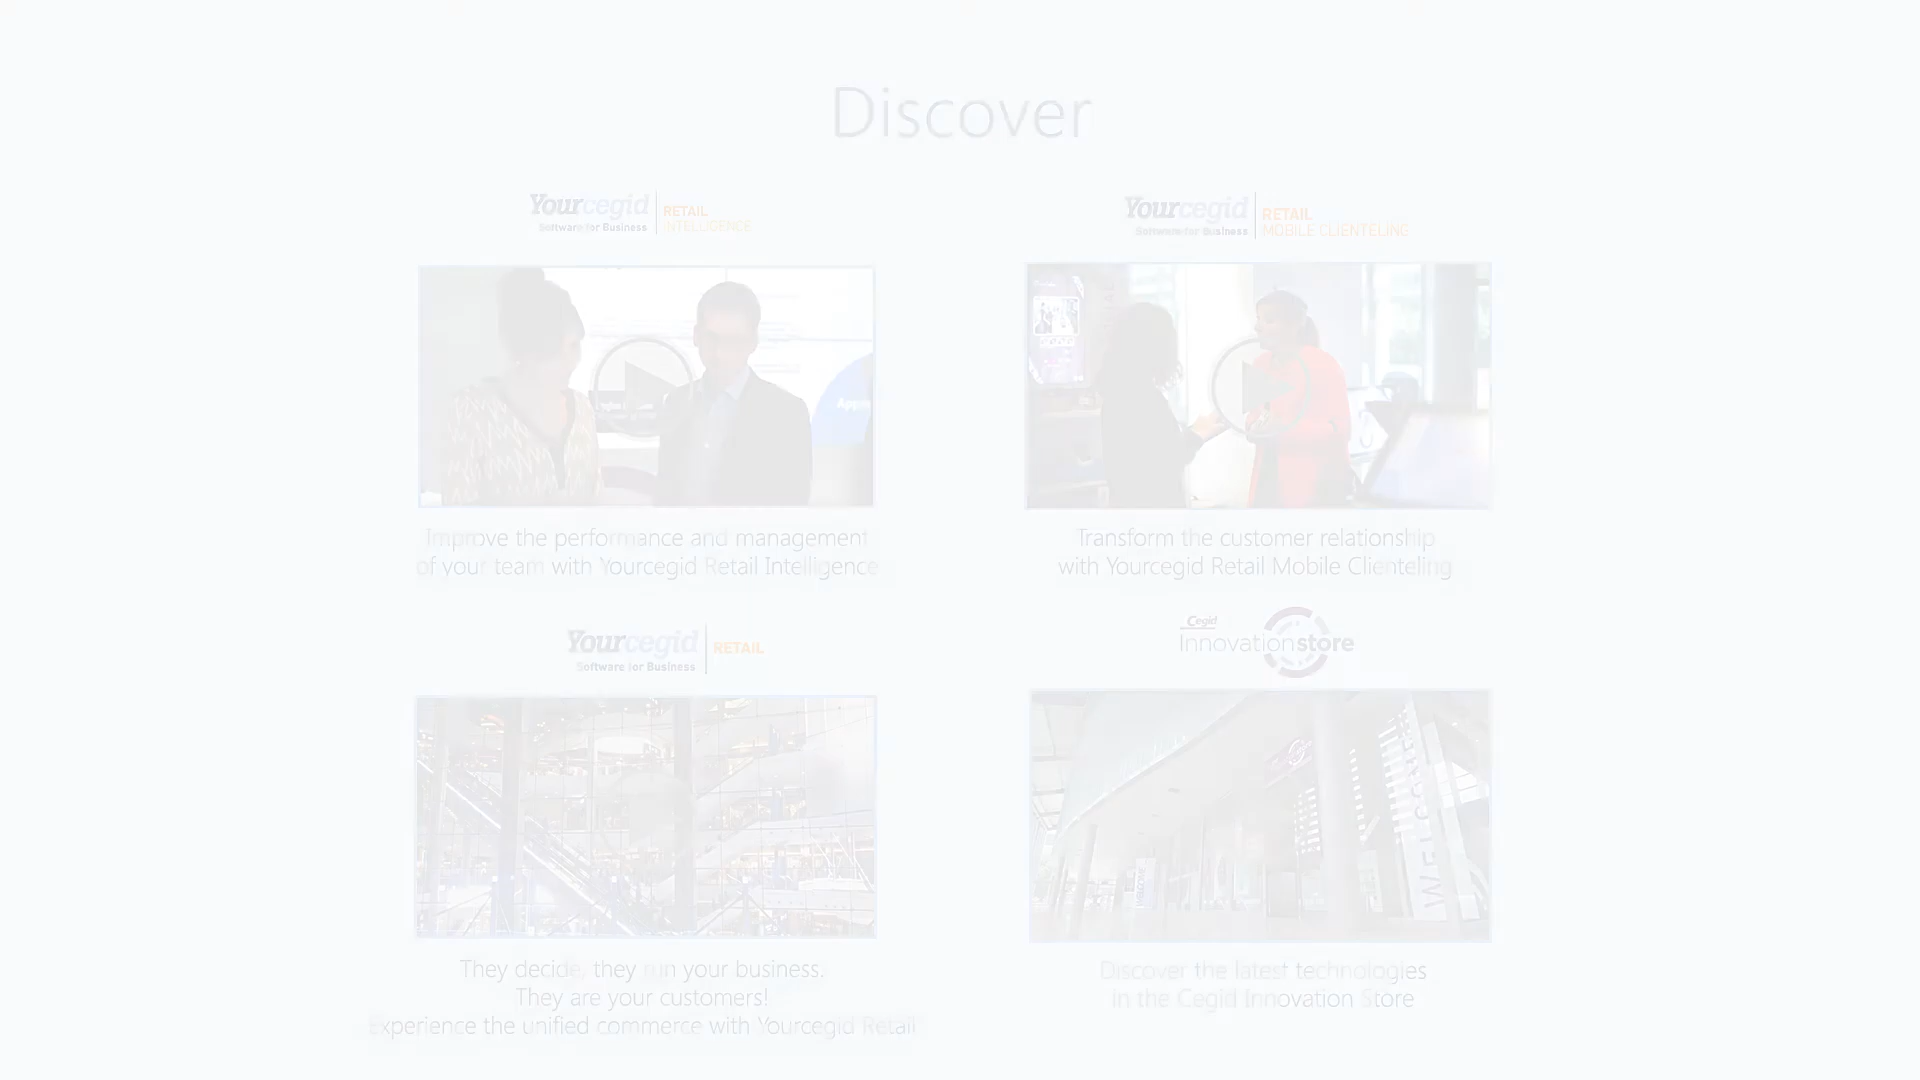 Discover
Yourcegid
Software for Business
RETAIL
INTELLIGENCE
Yourcegid
Software for Business
RETAIL
MOBILE CLIENTELING
Improve the performance and management
of your team with Yourcegid Retail Intelligence
Transform the customer relationship
with Yourcegid Retail Mobile Clienteling
Yourcegid
Software for Business
RETAIL
Cegid
Innovationstore
WELCOME
They decide, they run your business.
They are your customers!
Experience the unified commerce with Yourcegid Retail
Discover the latest technologies
in the Cegid Innovation Store